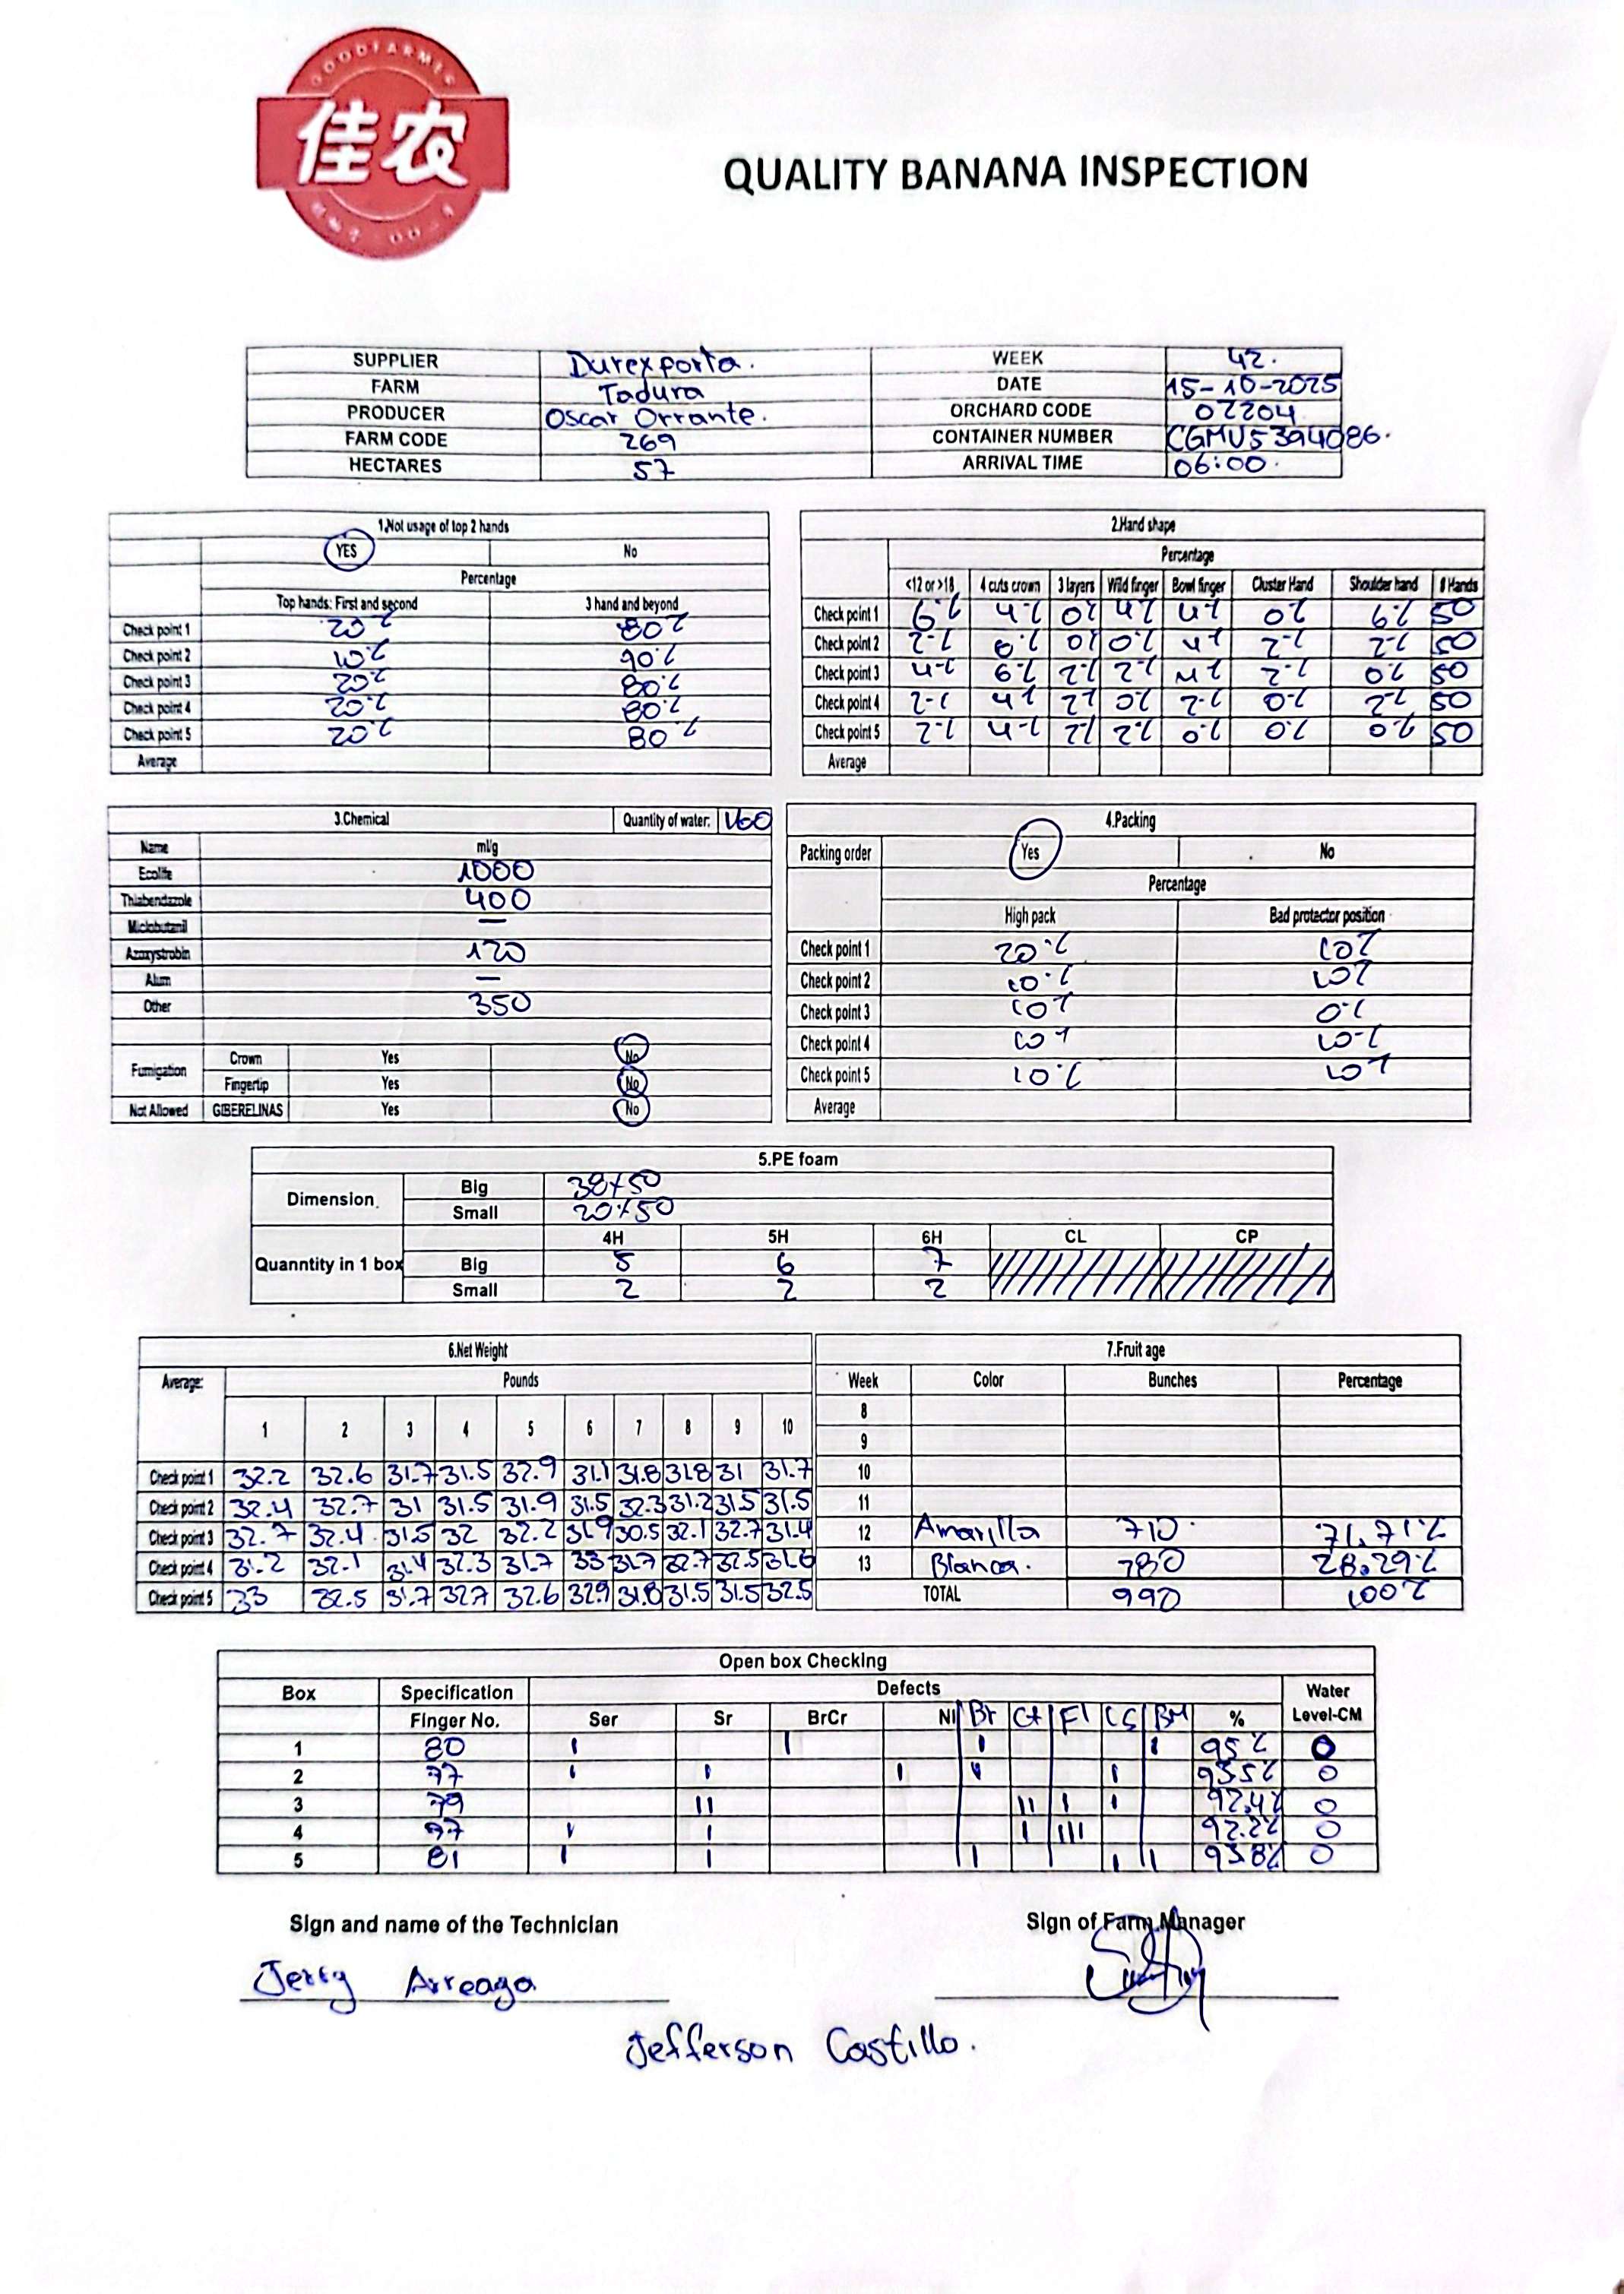 GOODFARMER
佳农
QUALITY BANANA INSPECTION
SUPPLIER Durexporta. WEEK 42.
FARM Tadura DATE 15-10-2025
PRODUCER Oscar Orrante. ORCHARD CODE 02204
FARM CODE 269 CONTAINER NUMBER CGMU5394086.
HECTARES 57 ARRIVAL TIME 06:00.
1.Not usage of top 2 hands
YES No
Percentage
Top hands: First and second 3 hand and beyond
Check point 1 20% 80%
Check point 2 10% 90%
Check point 3 20% 80%
Check point 4 20% 80%
Check point 5 20% 80%
Average
2.Hand shape
Percentage
<12 or >18 4 cuts crown 3 layers Wild finger Bowl finger Cluster Hand Shoulder hand # Hands
Check point 1 6% 4% 0% 4% 4% 0% 6% 50
Check point 2 2% 0% 0% 0% 4% 2% 2% 50
Check point 3 4% 6% 2% 2% 4% 2% 0% 50
Check point 4 2% 4% 2% 0% 2% 0% 2% 50
Check point 5 2% 4% 2% 2% 0% 0% 0% 50
Average
3.Chemical Quantity of water: 160
Name ml/g
Ecolife 1000
Thiabendazole 400
Miclobutanil —
Azoxystrobin 120
Alum —
Other 350
Fumigation Crown Yes No
Fingertip Yes No
Not Allowed GIBERELINAS Yes No
4.Packing
Packing order Yes No
Percentage
High pack Bad protector position
Check point 1 20% 10%
Check point 2 10% 10%
Check point 3 10% 0%
Check point 4 10% 10%
Check point 5 10% 10%
Average
5.PE foam
Dimension Big 38x50
Small 20x50
4H 5H 6H CL CP
Quanntity in 1 box Big 5 6 7
Small 2 2 2
6.Net Weight
Average: Pounds
1 2 3 4 5 6 7 8 9 10
Check point 1 32.2 32.6 31.7 31.5 32.9 31.1 31.8 31.8 31 31.7
Check point 2 32.4 32.7 31 31.5 31.9 31.5 32.3 31.2 31.5 31.5
Check point 3 32.7 32.4 31.5 32 32.2 31.9 30.5 32.1 32.7 31.4
Check point 4 31.2 32.1 31.4 32.3 31.7 33 31.7 32.7 32.5 31.6
Check point 5 33 32.5 31.7 32.7 32.6 32.9 31.8 31.5 31.5 32.5
7.Fruit age
Week Color Bunches Percentage
8
9
10
11
12 Amarilla 710 71,71%
13 Blanca. 280 28.29%
TOTAL 990 100%
Open box Checking
Box Specification Defects Water
Finger No. Ser Sr BrCr NI Br Ct Fl CS BM % Level-CM
1 80 I I I I 95% 0
2 77 I I I I I 93.5% 0
3 79 II II I I 92.4% 0
4 I I I III 92.2% 0
5 81 I I I I I 93.8% 0
Sign and name of the Technician Sign of Farm Manager
Jerry Arreaga
Jefferson Castillo.